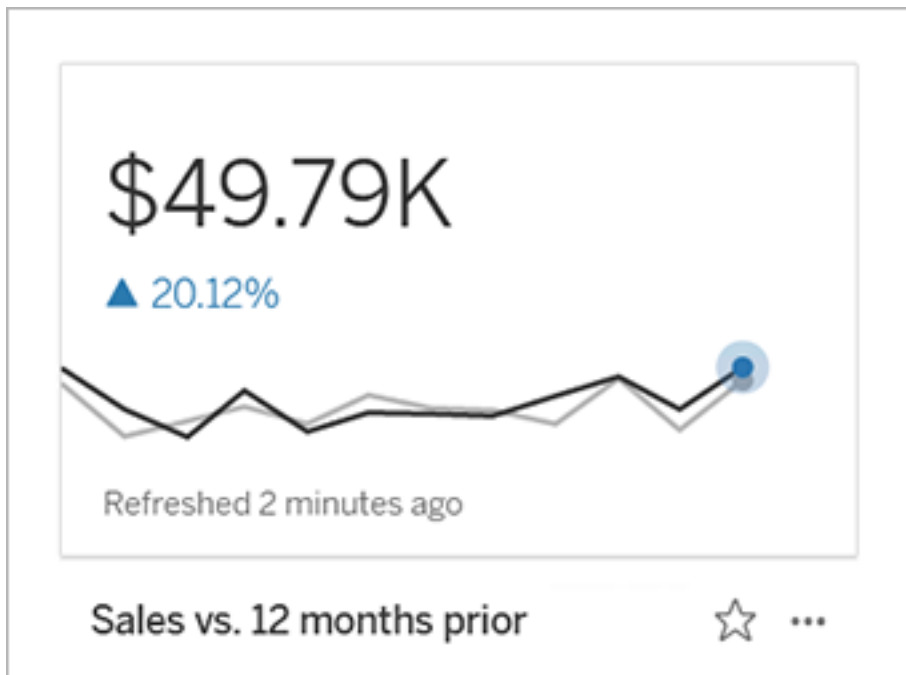 $49.79K
▲ 20.12%
Refreshed 2 minutes ago
Sales vs. 12 months prior